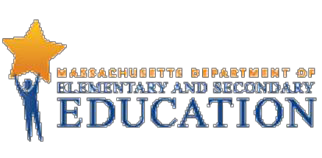 MASSACHUSETTS DEPARTMENT OF
ELEMENTARY AND SECONDARY
EDUCATION